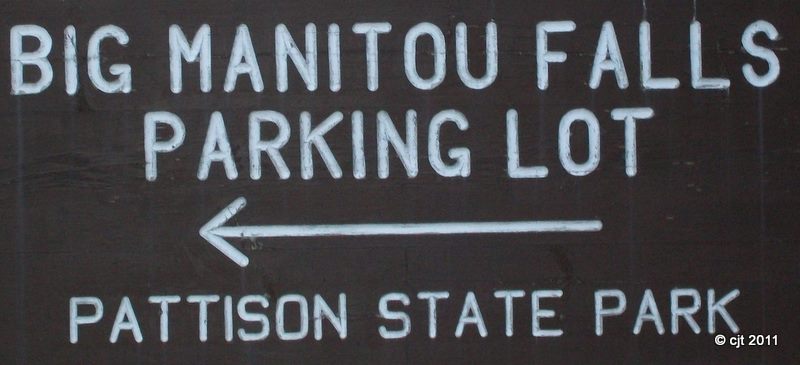 BIG MANITOU FALLS
PARKING LOT
PATTISON STATE PARK
© cjt 2011